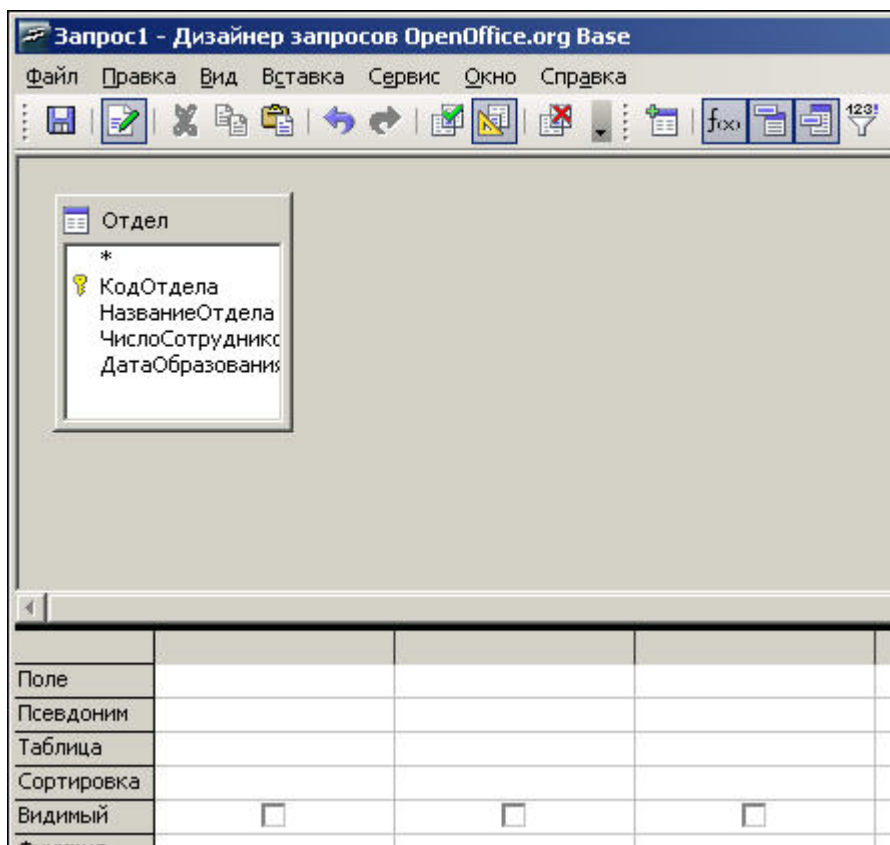 Запрос1 - Дизайнер запросов OpenOffice.org Base
Файл Правка Вид Вставка Сервис Окно Справка
f(x) 123!
Отдел
*
КодОтдела
НазваниеОтдела
ЧислоСотруднико
ДатаОбразования
Поле
Псевдоним
Таблица
Сортировка
Видимый